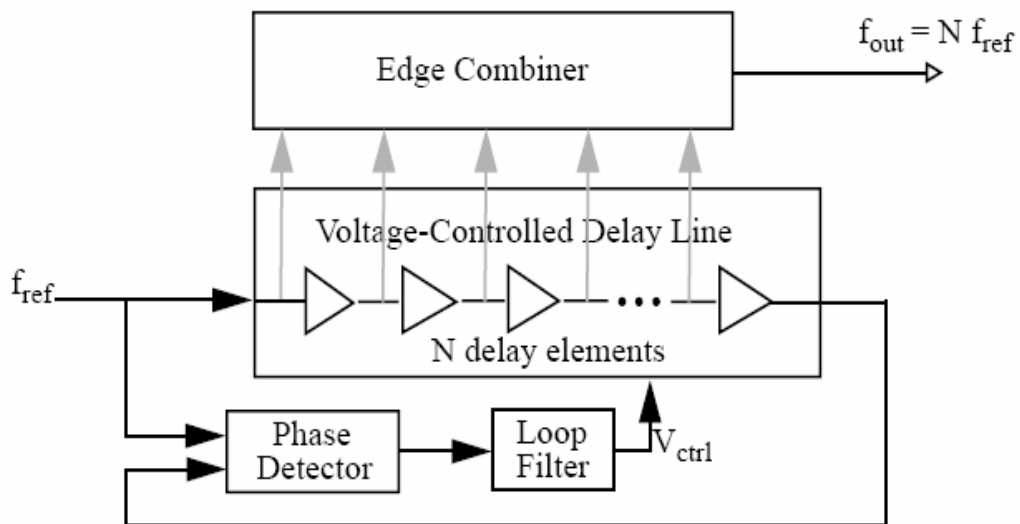 f_out = N f_ref
Edge Combiner
Voltage-Controlled Delay Line
f_ref
N delay elements
Phase
Detector
Loop
Filter
V_ctrl